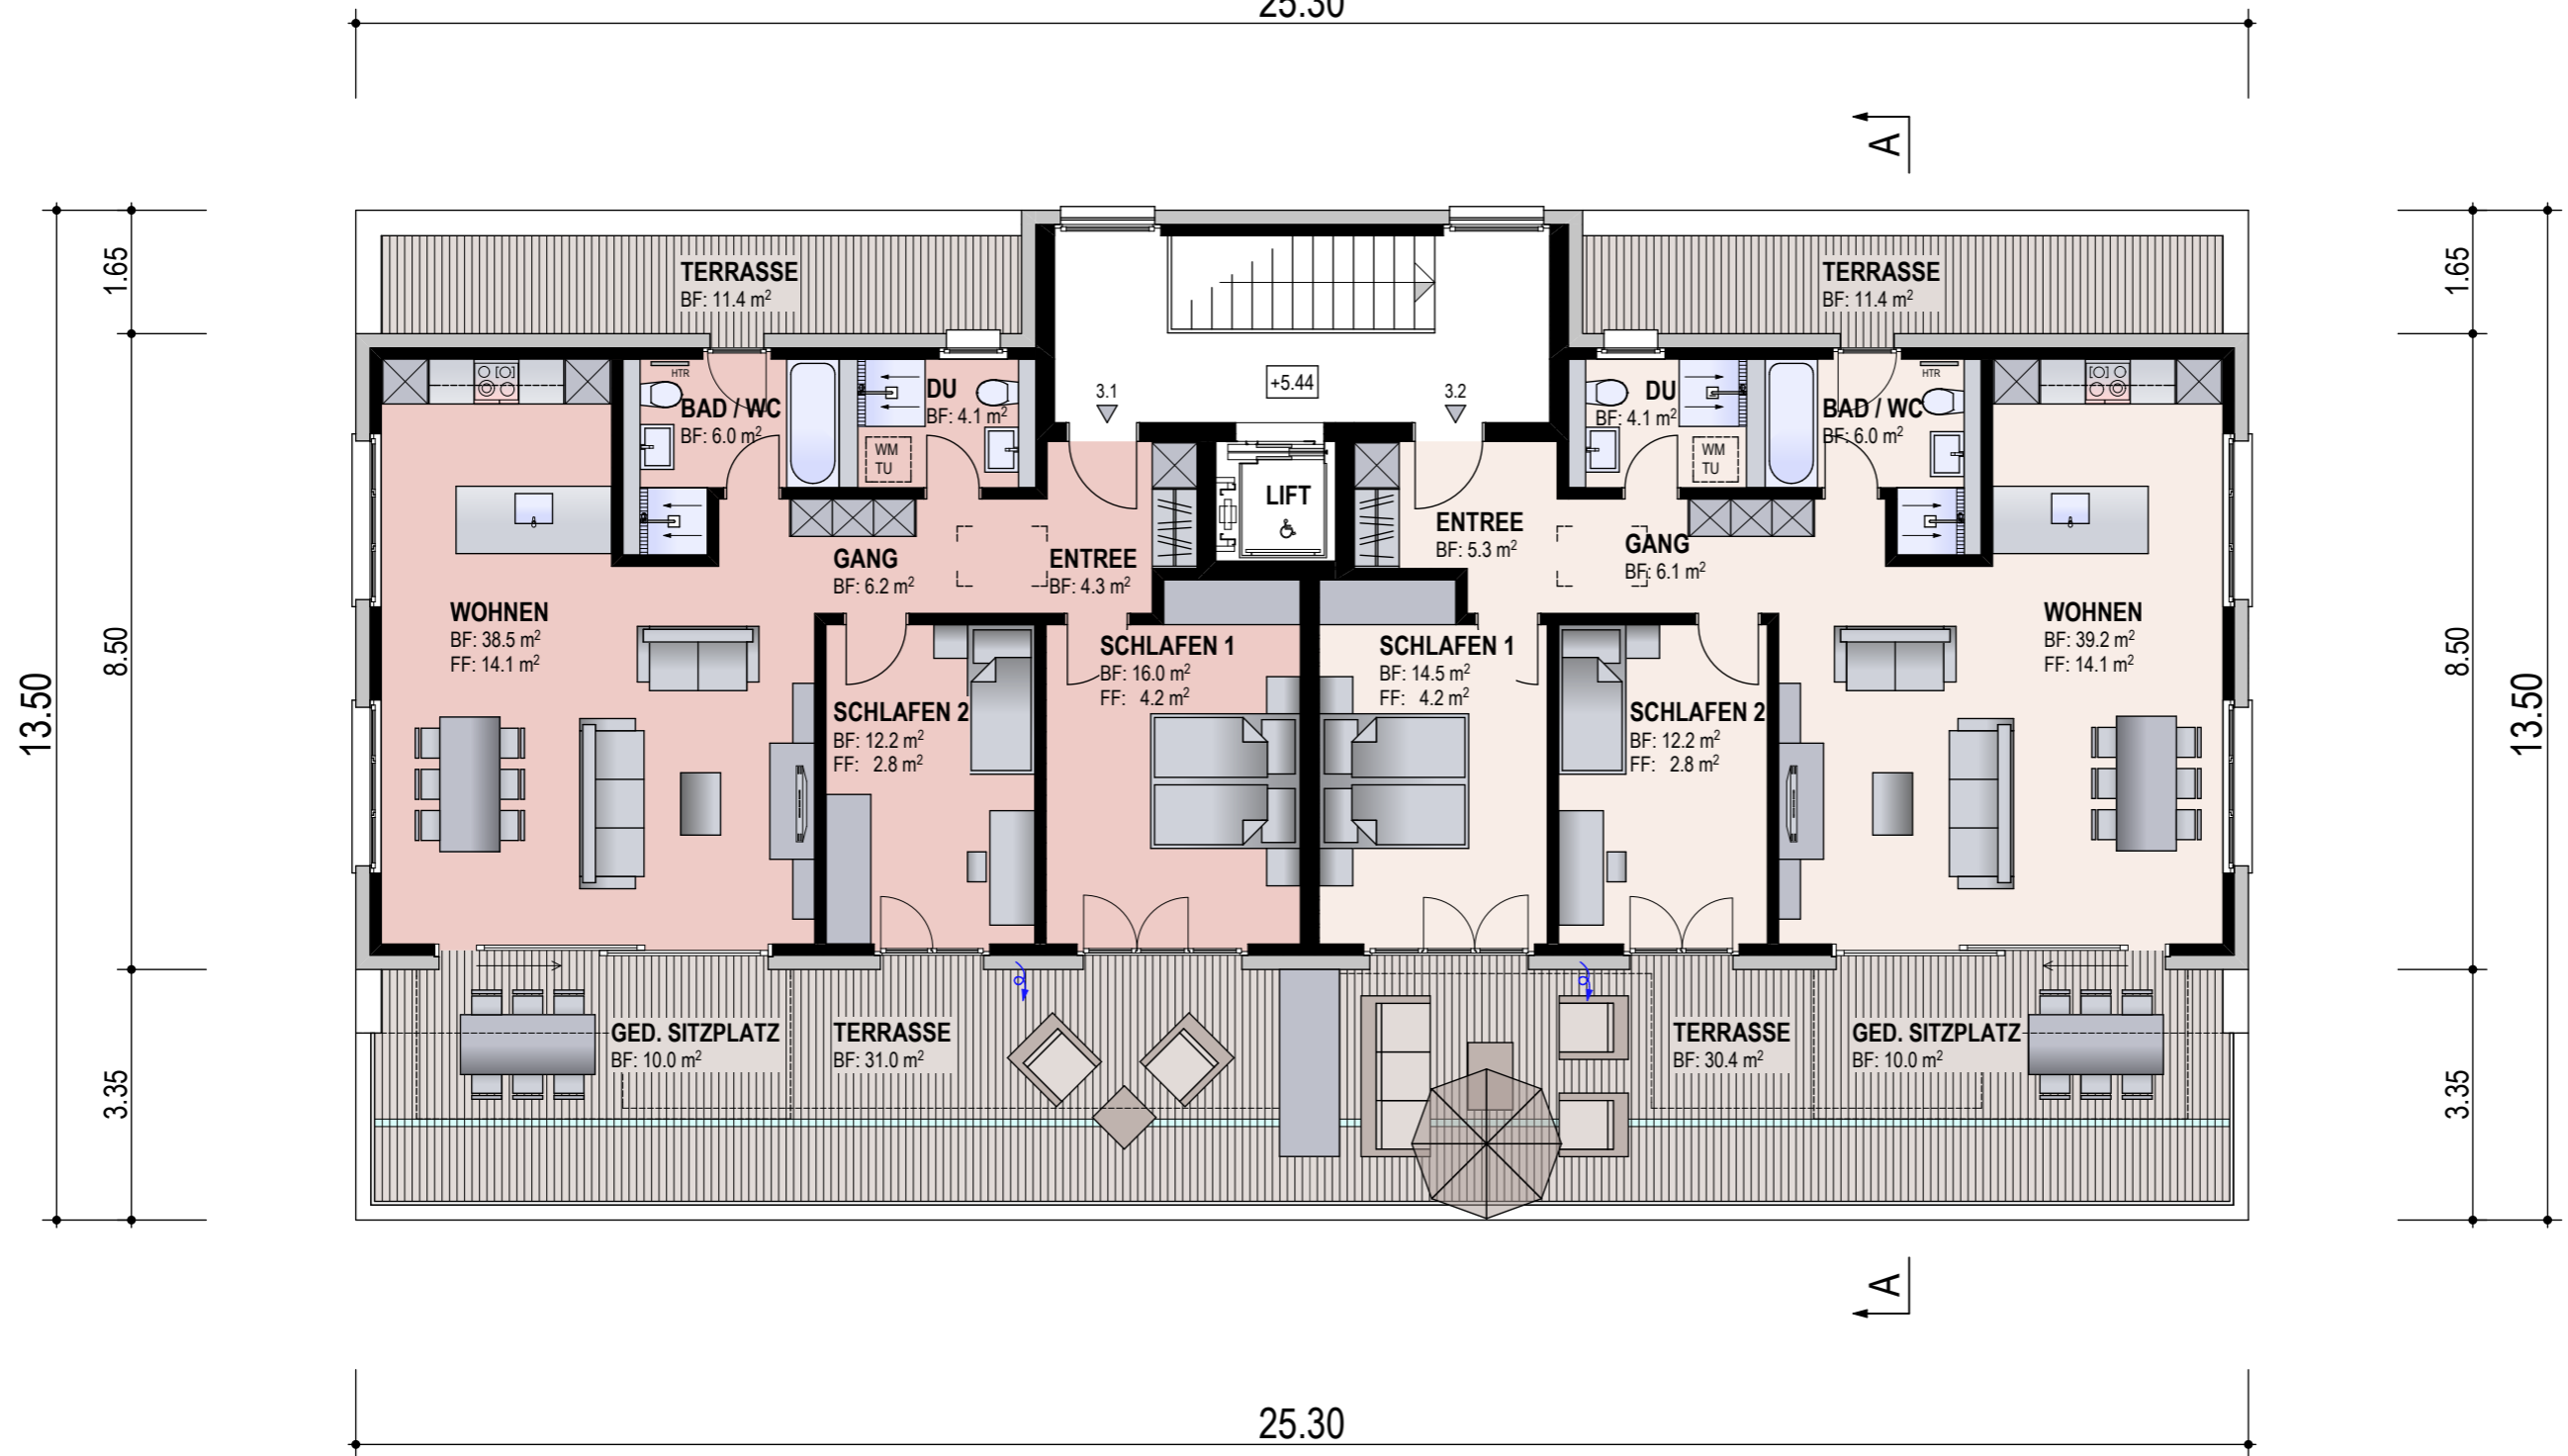 25.30
A
1.65
8.50
13.50
3.35
TERRASSE
BF: 11.4 m²
HTR
BAD / WC
BF: 6.0 m²
DU
BF: 4.1 m²
WM
TU
3.1
+5.44
3.2
LIFT
GANG
BF: 6.2 m²
ENTREE
BF: 4.3 m²
WOHNEN
BF: 38.5 m²
FF: 14.1 m²
SCHLAFEN 2
BF: 12.2 m²
FF: 2.8 m²
SCHLAFEN 1
BF: 16.0 m²
FF: 4.2 m²
GED. SITZPLATZ
BF: 10.0 m²
TERRASSE
BF: 31.0 m²
TERRASSE
BF: 11.4 m²
DU
BF: 4.1 m²
WM
TU
BAD / WC
BF: 6.0 m²
HTR
ENTREE
BF: 5.3 m²
GANG
BF: 6.1 m²
SCHLAFEN 1
BF: 14.5 m²
FF: 4.2 m²
SCHLAFEN 2
BF: 12.2 m²
FF: 2.8 m²
WOHNEN
BF: 39.2 m²
FF: 14.1 m²
TERRASSE
BF: 30.4 m²
GED. SITZPLATZ
BF: 10.0 m²
1.65
8.50
13.50
3.35
A
25.30